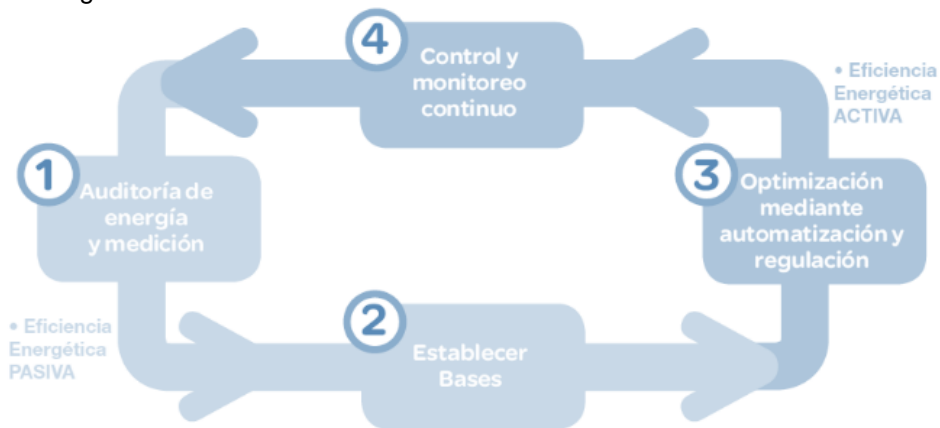 4
Control y
monitoreo
continuo
• Eficiencia
Energética
ACTIVA
1
Auditoría de
energía
y medición
3
Optimización
mediante
automatización y
regulación
• Eficiencia
Energética
PASIVA
2
Establecer
Bases